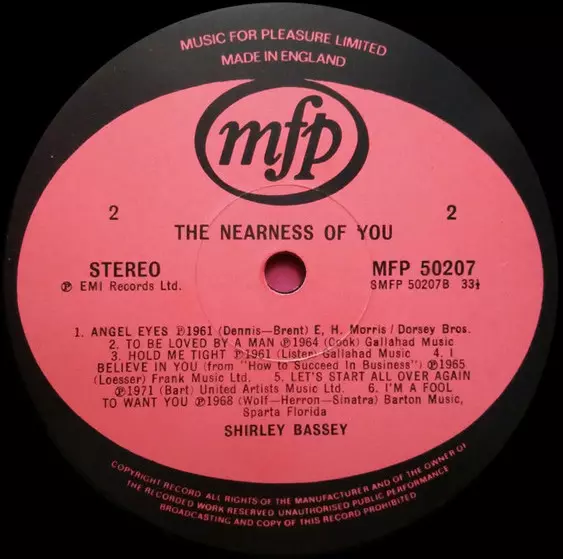 MUSIC FOR PLEASURE LIMITED
MADE IN ENGLAND
mfp
2 2
THE NEARNESS OF YOU
STEREO MFP 50207
℗ EMI Records Ltd. SMFP 50207B 33⅓
1. ANGEL EYES ℗1961 (Dennis—Brent) E. H. Morris / Dorsey Bros.
2. TO BE LOVED BY A MAN ℗1964 (Cook) Gallahad Music
3. HOLD ME TIGHT ℗1961 (Lister) Gallahad Music 4. I
BELIEVE IN YOU (from "How to Succeed In Business") ℗1965
(Loesser) Frank Music Ltd. 5. LET'S START ALL OVER AGAIN
℗1971 (Bart) United Artists Music Ltd. 6. I'M A FOOL
TO WANT YOU ℗1968 (Wolf—Herron—Sinatra) Barton Music,
Sparta Florida
SHIRLEY BASSEY
COPYRIGHT RECORD ALL RIGHTS OF THE MANUFACTURER AND OF THE OWNER OF
THE RECORDED WORK RESERVED UNAUTHORISED PUBLIC PERFORMANCE
BROADCASTING AND COPY OF THIS RECORD PROHIBITED